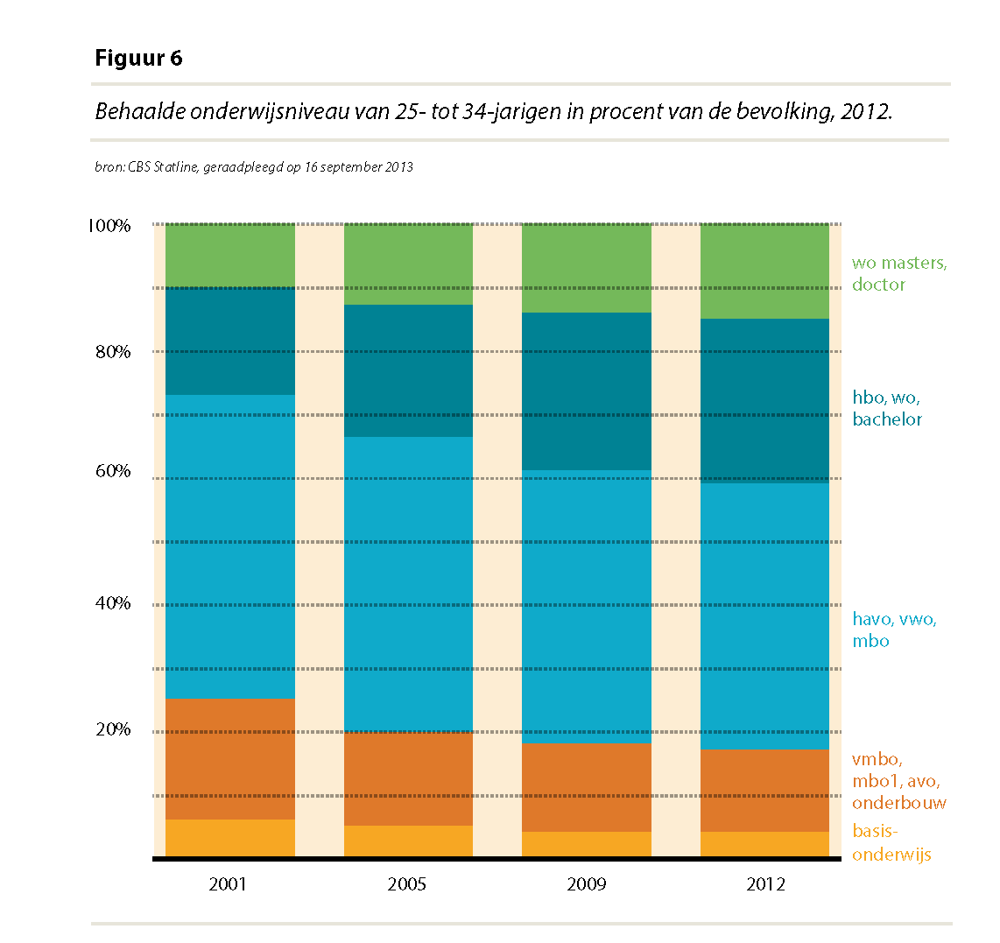 Figuur 6
Behaalde onderwijsniveau van 25- tot 34-jarigen in procent van de bevolking, 2012.
bron: CBS Statline, geraadpleegd op 16 september 2013
100%
80%
60%
40%
20%
wo masters,
doctor
hbo, wo,
bachelor
havo, vwo,
mbo
vmbo,
mbo1, avo,
onderbouw
basis-
onderwijs
2001
2005
2009
2012